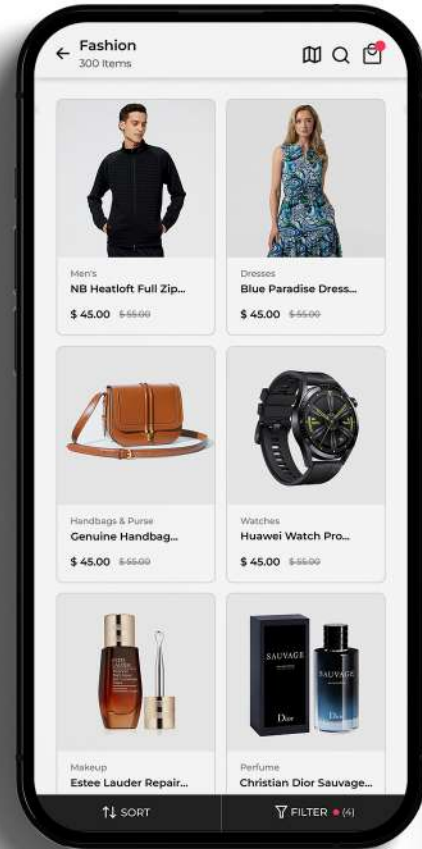 Fashion
300 Items
Men's
NB Heatloft Full Zip...
$ 45.00 $ 55.00
Dresses
Blue Paradise Dress...
$ 45.00 $ 55.00
Handbags & Purse
Genuine Handbag...
$ 45.00 $ 55.00
Watches
Huawei Watch Pro...
$ 45.00 $ 55.00
ESTEE
LAUDER
SAUVAGE
Dior
SAUVAGE
Dior
Makeup
Estee Lauder Repair...
Perfume
Christian Dior Sauvage...
SORT
FILTER (4)